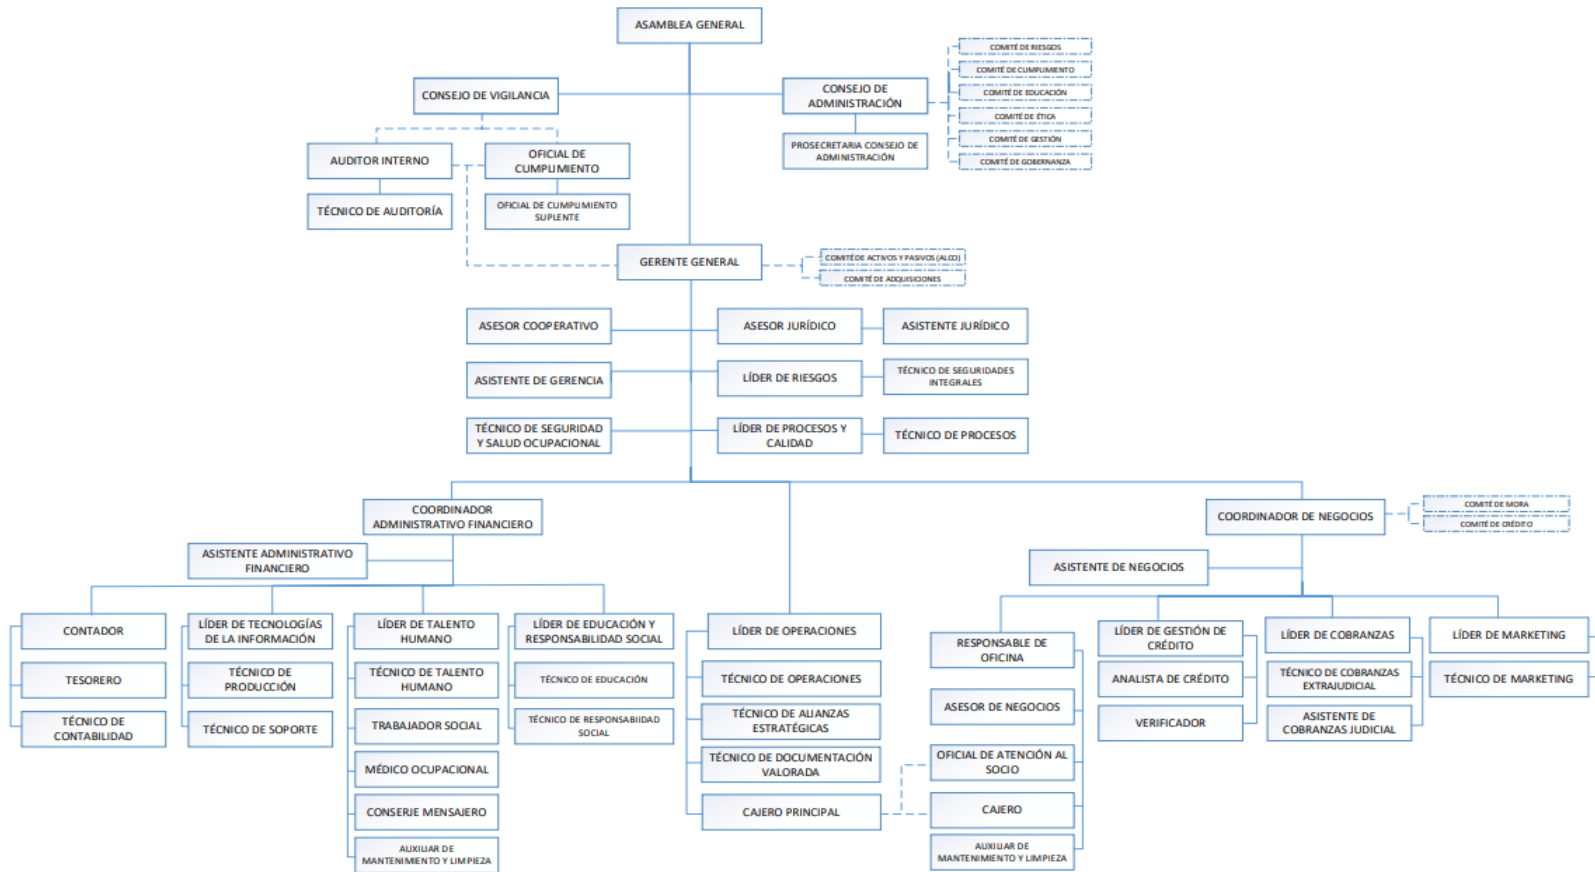 ASAMBLEA GENERAL
COMITÉ DE RIESGOS
COMITÉ DE CUMPLIMIENTO
COMITÉ DE EDUCACIÓN
COMITÉ DE ÉTICA
COMITÉ DE GESTIÓN
COMITÉ DE GOBERNANZA
CONSEJO DE VIGILANCIA
CONSEJO DE
ADMINISTRACIÓN
PROSECRETARIA CONSEJO DE
ADMINISTRACIÓN
AUDITOR INTERNO
OFICIAL DE
CUMPLIMIENTO
TÉCNICO DE AUDITORÍA
OFICIAL DE CUMPLIMIENTO
SUPLENTE
GERENTE GENERAL
COMITÉ DE ACTIVOS Y PASIVOS (ALCO)
COMITÉ DE ADQUISICIONES
ASESOR COOPERATIVO
ASESOR JURÍDICO
ASISTENTE JURÍDICO
ASISTENTE DE GERENCIA
LÍDER DE RIESGOS
TÉCNICO DE SEGURIDADES
INTEGRALES
TÉCNICO DE SEGURIDAD
Y SALUD OCUPACIONAL
LÍDER DE PROCESOS Y
CALIDAD
TÉCNICO DE PROCESOS
COORDINADOR
ADMINISTRATIVO FINANCIERO
COORDINADOR DE NEGOCIOS
COMITÉ DE MORA
COMITÉ DE CRÉDITO
ASISTENTE ADMINISTRATIVO
FINANCIERO
ASISTENTE DE NEGOCIOS
CONTADOR
TESORERO
TÉCNICO DE
CONTABILIDAD
LÍDER DE TECNOLOGÍAS
DE LA INFORMACIÓN
TÉCNICO DE
PRODUCCIÓN
TÉCNICO DE SOPORTE
LÍDER DE TALENTO
HUMANO
TÉCNICO DE TALENTO
HUMANO
TRABAJADOR SOCIAL
MÉDICO OCUPACIONAL
CONSERJE MENSAJERO
AUXILIAR DE
MANTENIMIENTO Y LIMPIEZA
LÍDER DE EDUCACIÓN Y
RESPONSABILIDAD SOCIAL
TÉCNICO DE EDUCACIÓN
TÉCNICO DE RESPONSABIIDAD
SOCIAL
LÍDER DE OPERACIONES
TÉCNICO DE OPERACIONES
TÉCNICO DE ALIANZAS
ESTRATÉGICAS
TÉCNICO DE DOCUMENTACIÓN
VALORADA
CAJERO PRINCIPAL
RESPONSABLE DE
OFICINA
ASESOR DE NEGOCIOS
OFICIAL DE ATENCIÓN AL
SOCIO
CAJERO
AUXILIAR DE
MANTENIMIENTO Y LIMPIEZA
LÍDER DE GESTIÓN DE
CRÉDITO
ANALISTA DE CRÉDITO
VERIFICADOR
LÍDER DE COBRANZAS
TÉCNICO DE COBRANZAS
EXTRAJUDICIAL
ASISTENTE DE
COBRANZAS JUDICIAL
LÍDER DE MARKETING
TÉCNICO DE MARKETING